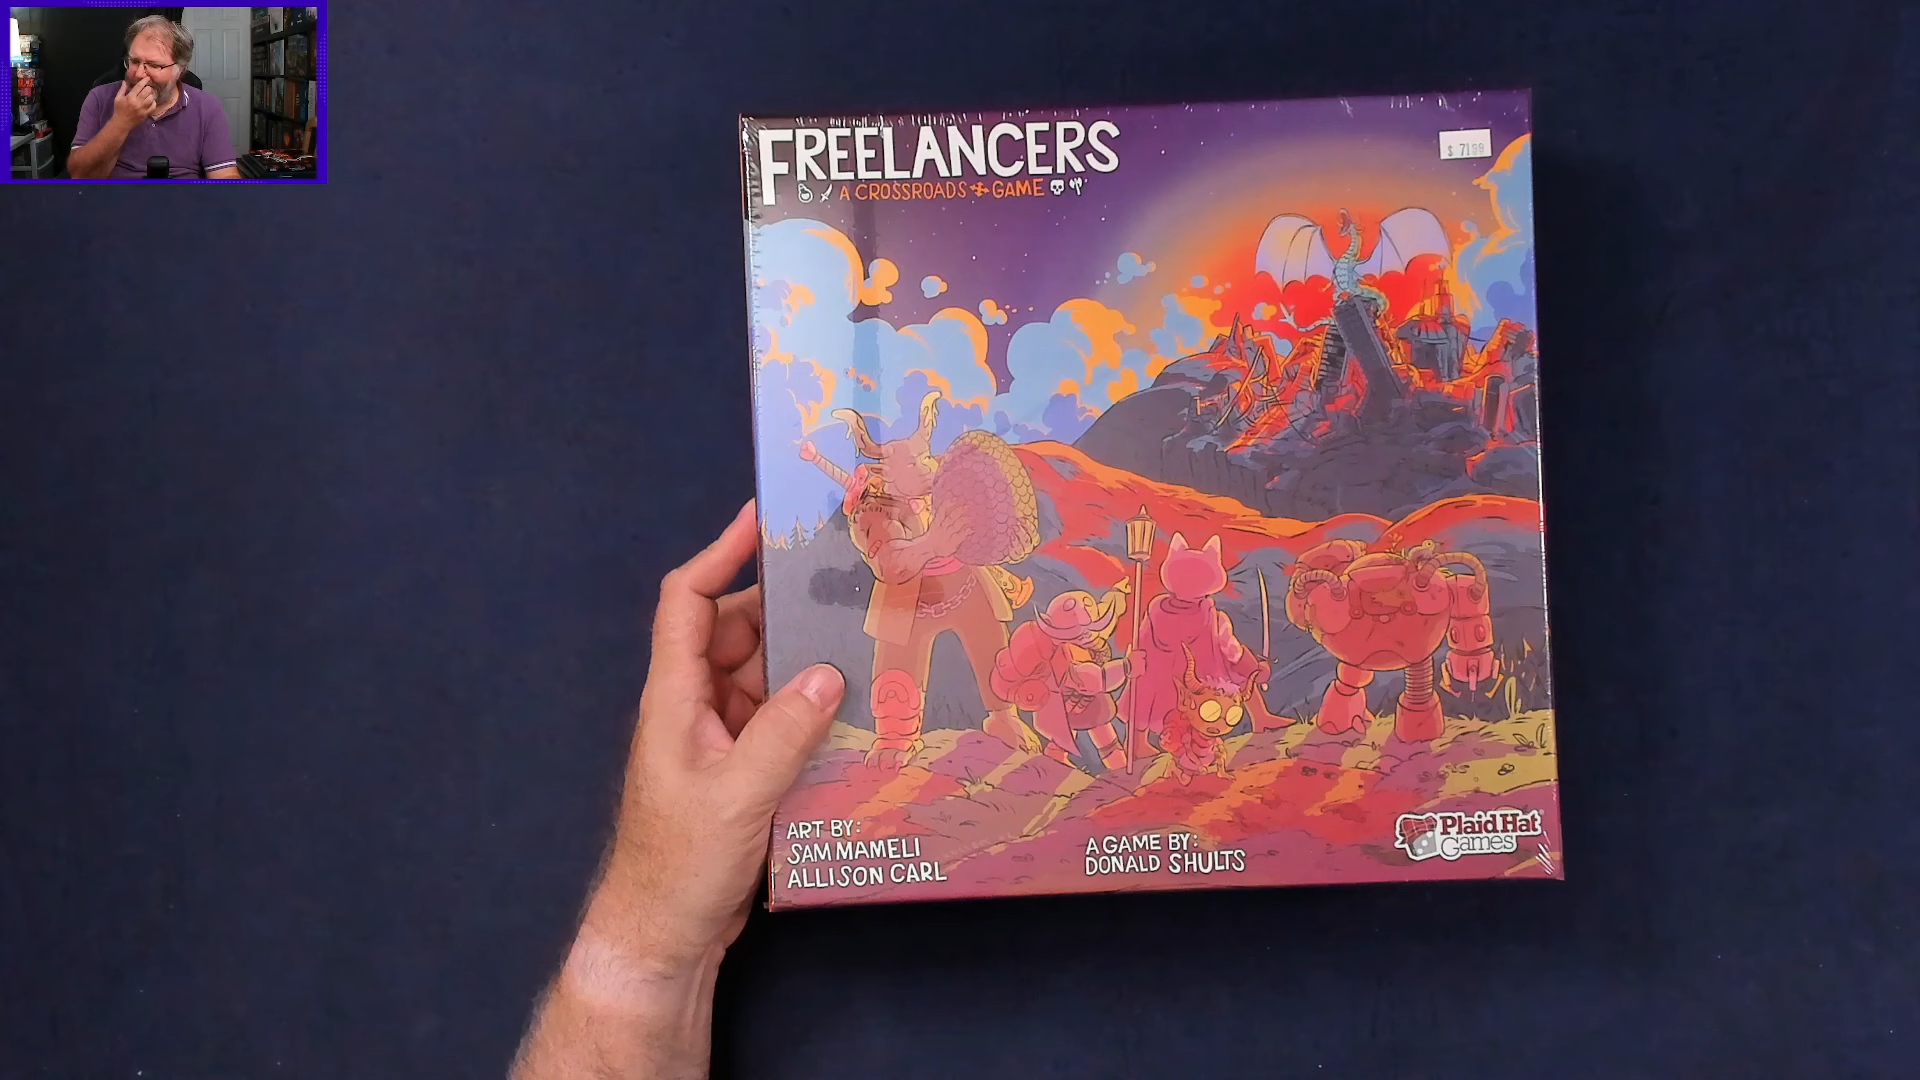 FREELANCERS
A CROSSROADS GAME
$ 71.99
ART BY:
SAM MAMELI
ALLISON CARL
A GAME BY:
DONALD SHULTS
Plaid Hat
Games